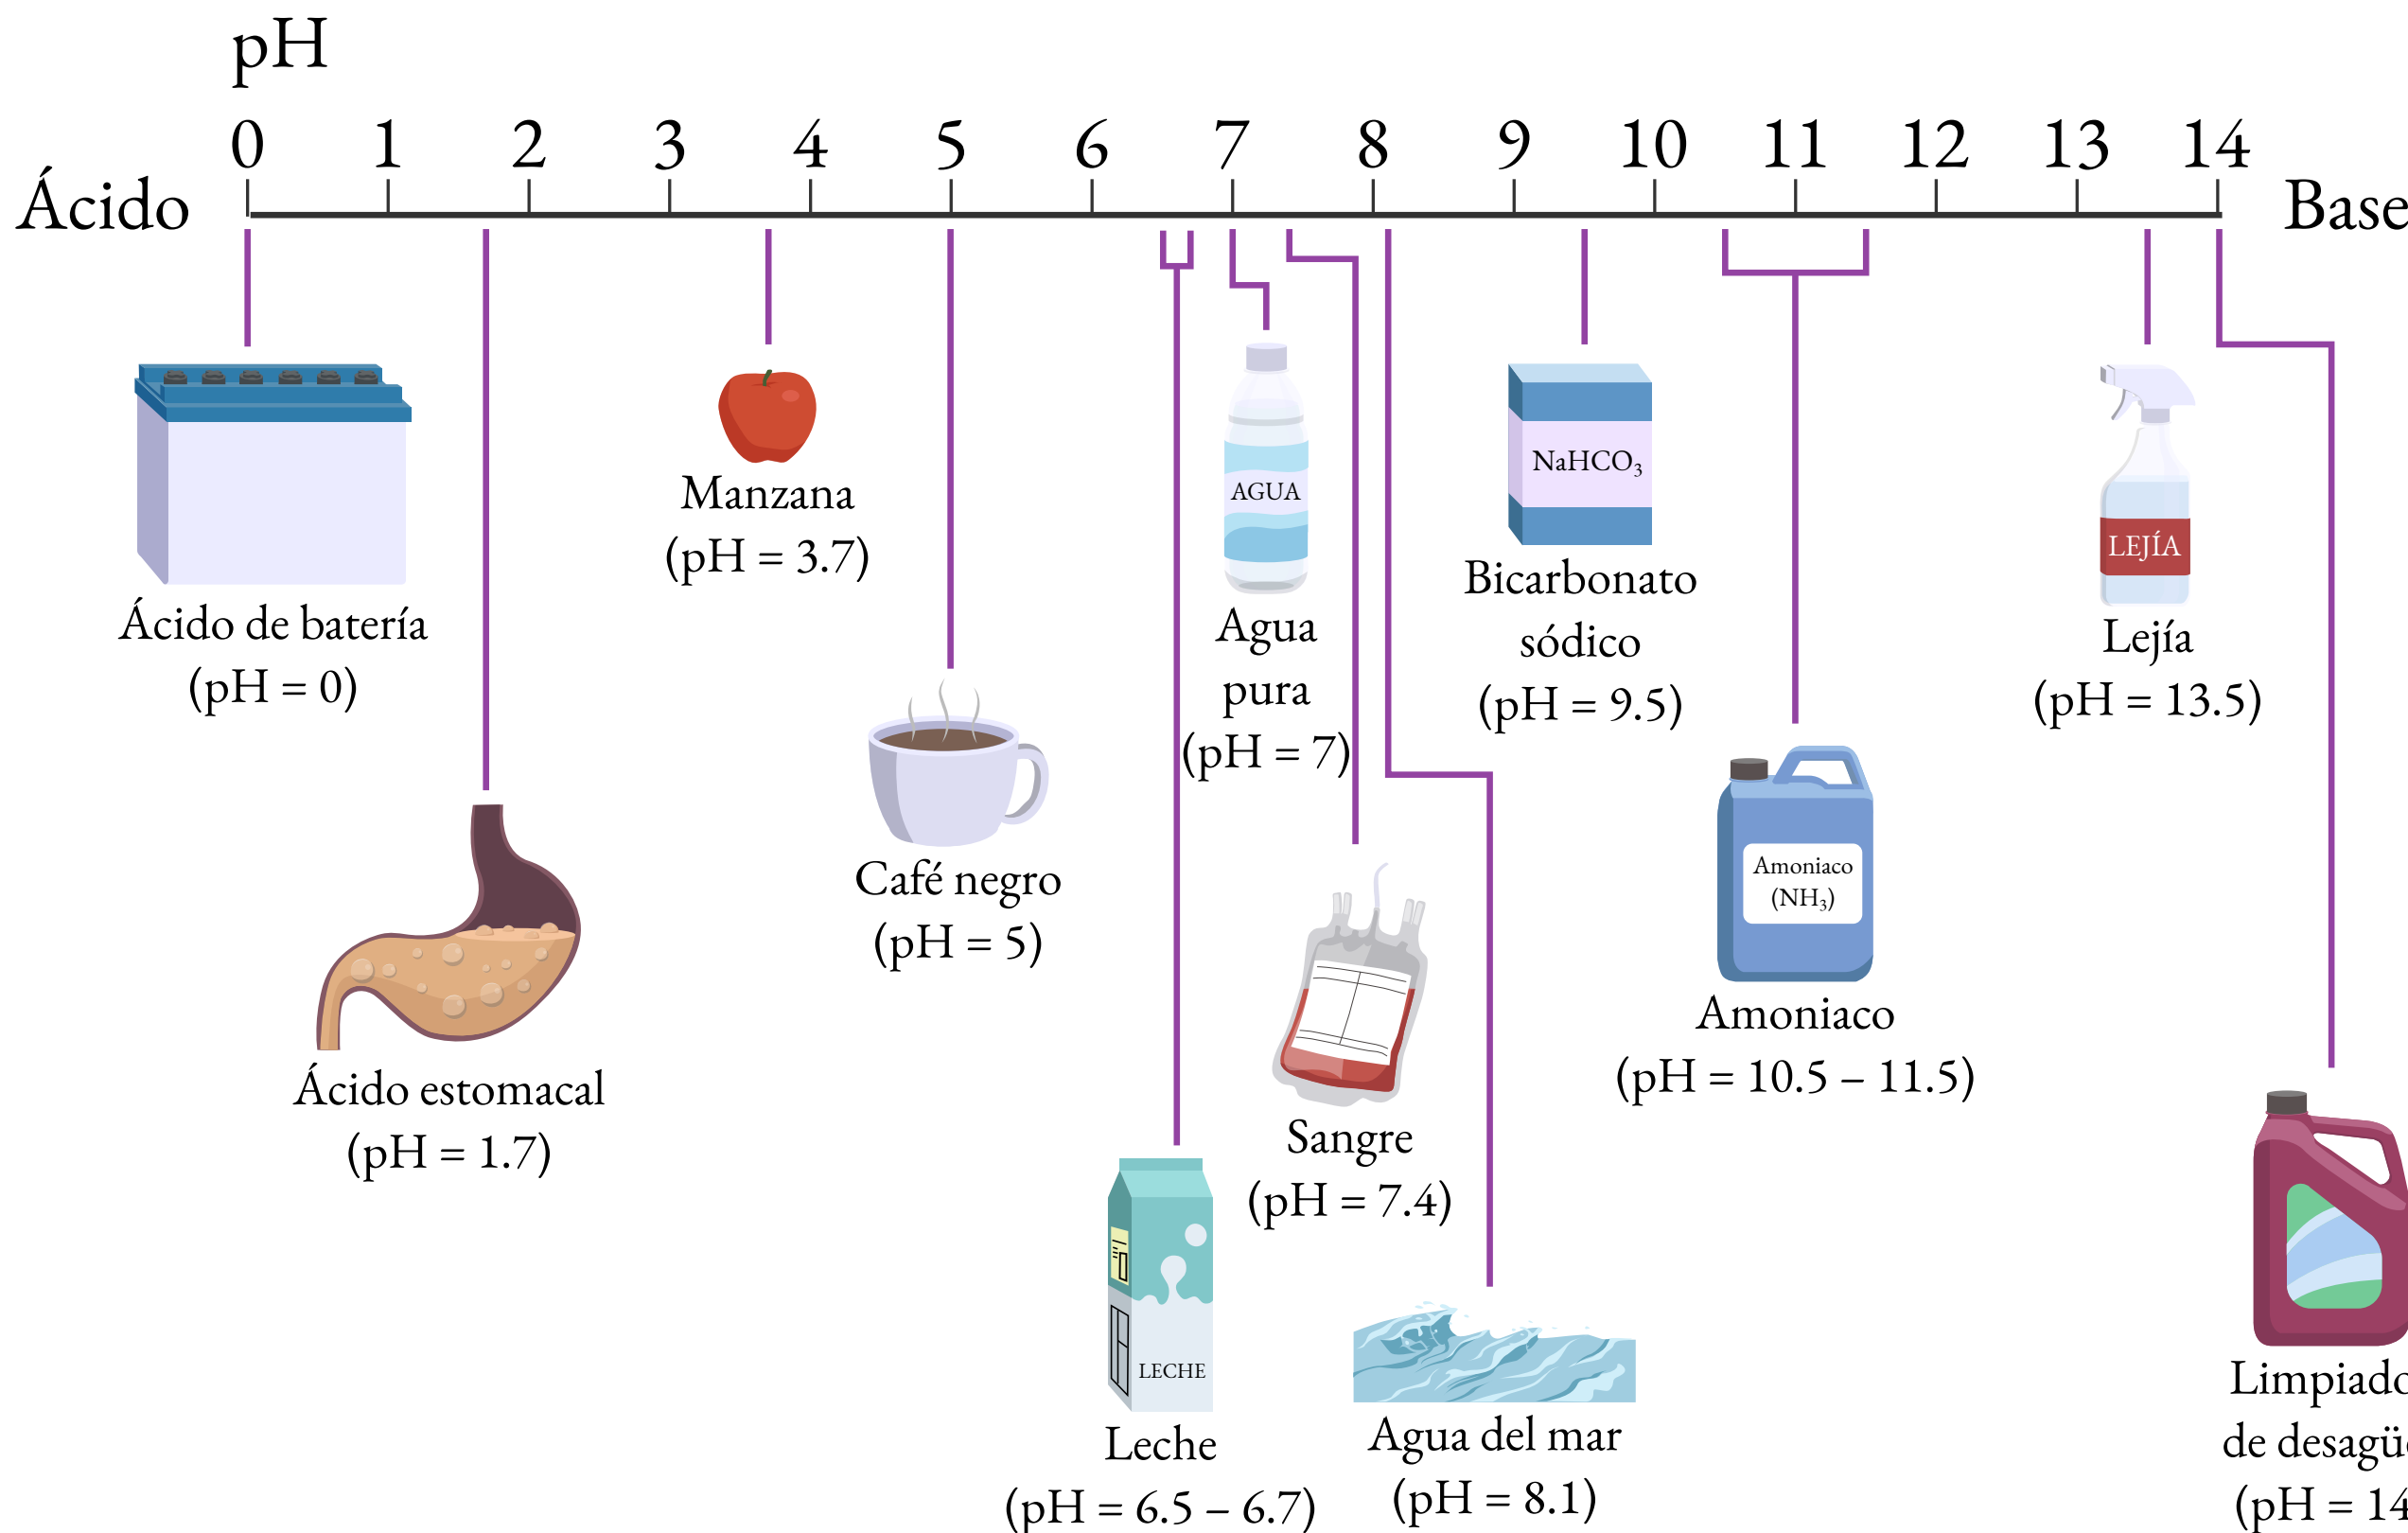 pH
0 1 2 3 4 5 6 7 8 9 10 11 12 13 14
Ácido
Base
Ácido de batería
(pH = 0)
Ácido estomacal
(pH = 1.7)
Manzana
(pH = 3.7)
Café negro
(pH = 5)
LECHE
Leche
(pH = 6.5 – 6.7)
AGUA
Agua
pura
(pH = 7)
Sangre
(pH = 7.4)
Agua del mar
(pH = 8.1)
NaHCO₃
Bicarbonato
sódico
(pH = 9.5)
Amoniaco
(NH₃)
Amoniaco
(pH = 10.5 – 11.5)
LEJÍA
Lejía
(pH = 13.5)
de
(pH = 14